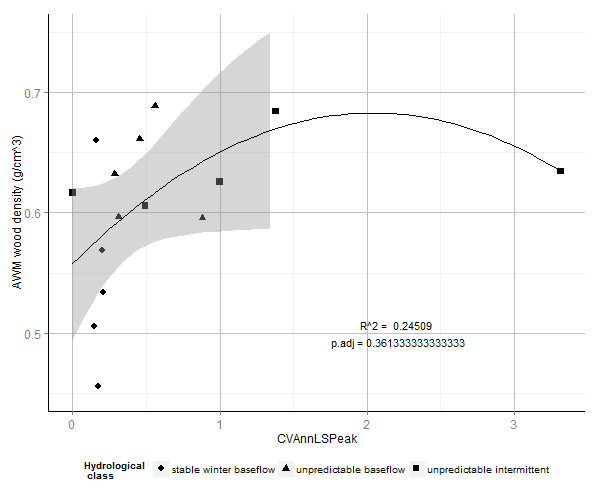 0.7
0.6
0.5
AWM wood density (g/cm^3)
R^2 = 0.24509
p.adj = 0.361333333333333
0 1 2 3
CVAnnLSPeak
Hydrological
class
stable winter baseflow unpredictable baseflow unpredictable intermittent